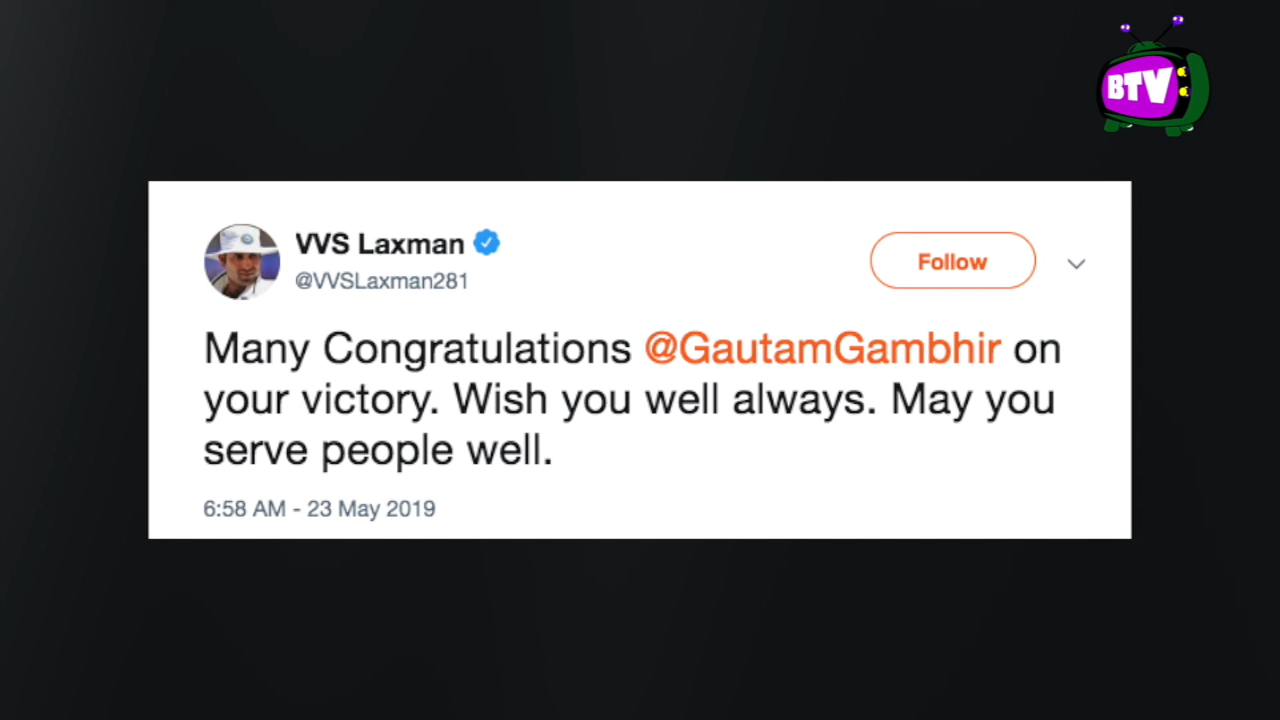 BTV
VVS Laxman
@VVSLaxman281
Follow
Many Congratulations @GautamGambhir on
your victory. Wish you well always. May you
serve people well.
6:58 AM - 23 May 2019